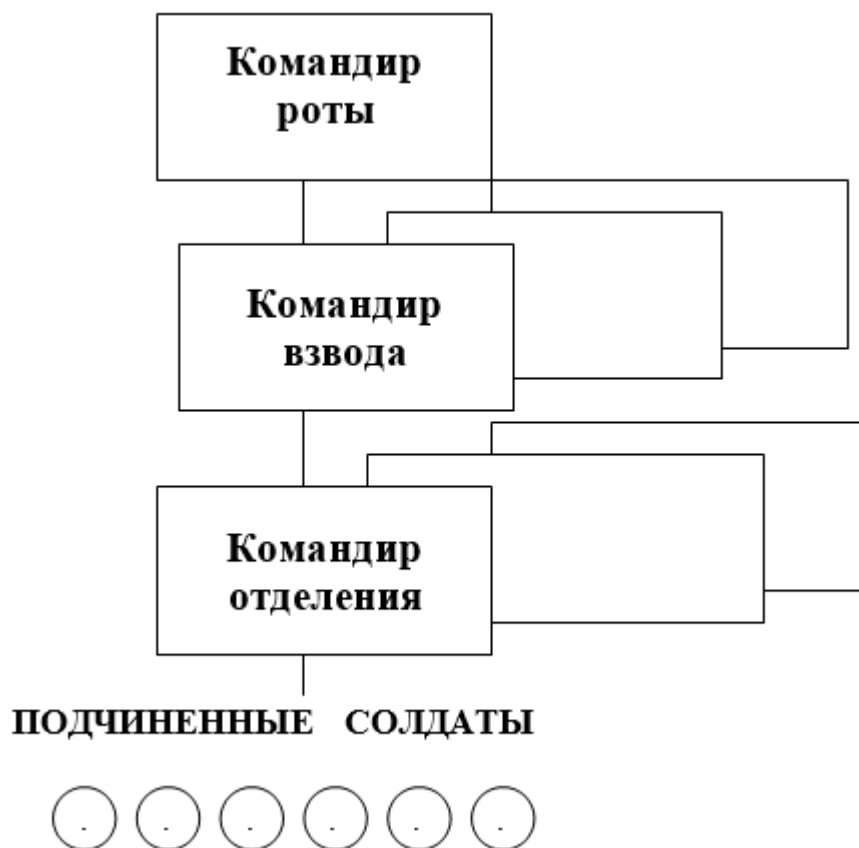 Командир
роты
Командир
взвода
Командир
отделения
ПОДЧИНЕННЫЕ СОЛДАТЫ
. . . . . .